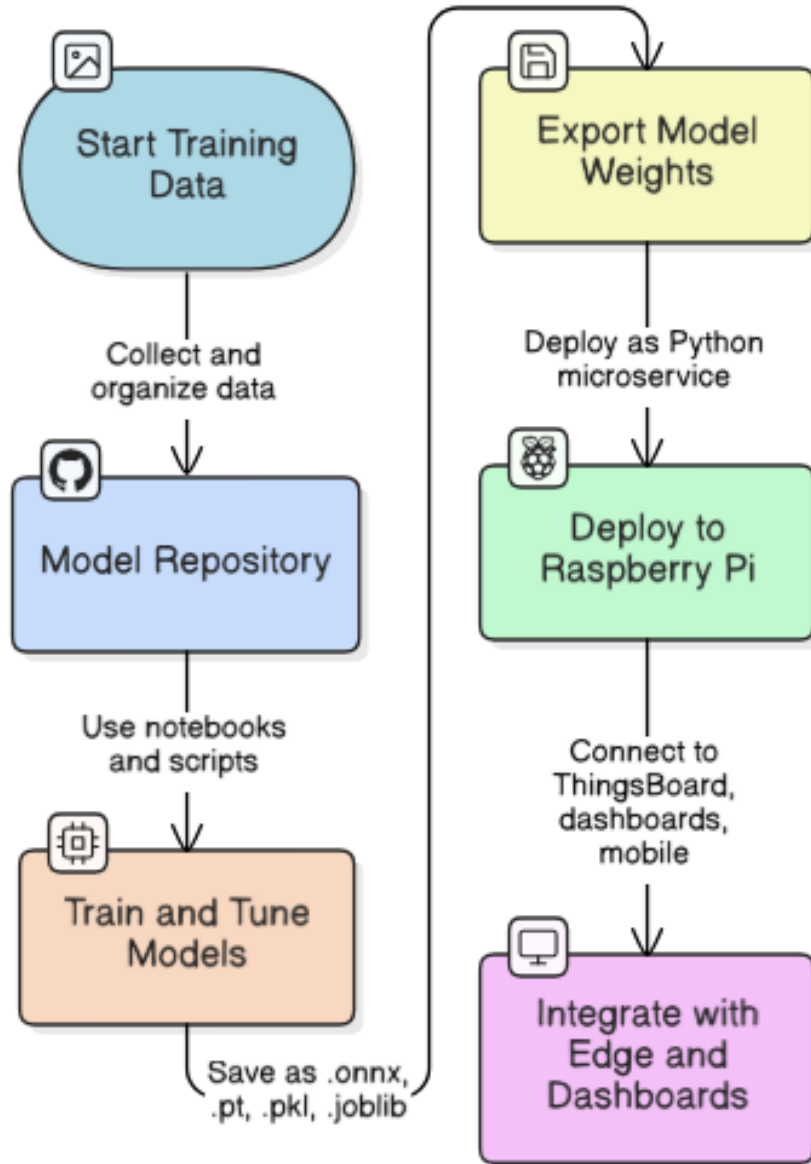 Start Training
Data
Collect and
organize data
Model Repository
Use notebooks
and scripts
Train and Tune
Models
Save as .onnx,
.pt, .pkl, .joblib
Export Model
Weights
Deploy as Python
microservice
Deploy to
Raspberry Pi
Connect to
ThingsBoard,
dashboards,
mobile
Integrate with
Edge and
Dashboards